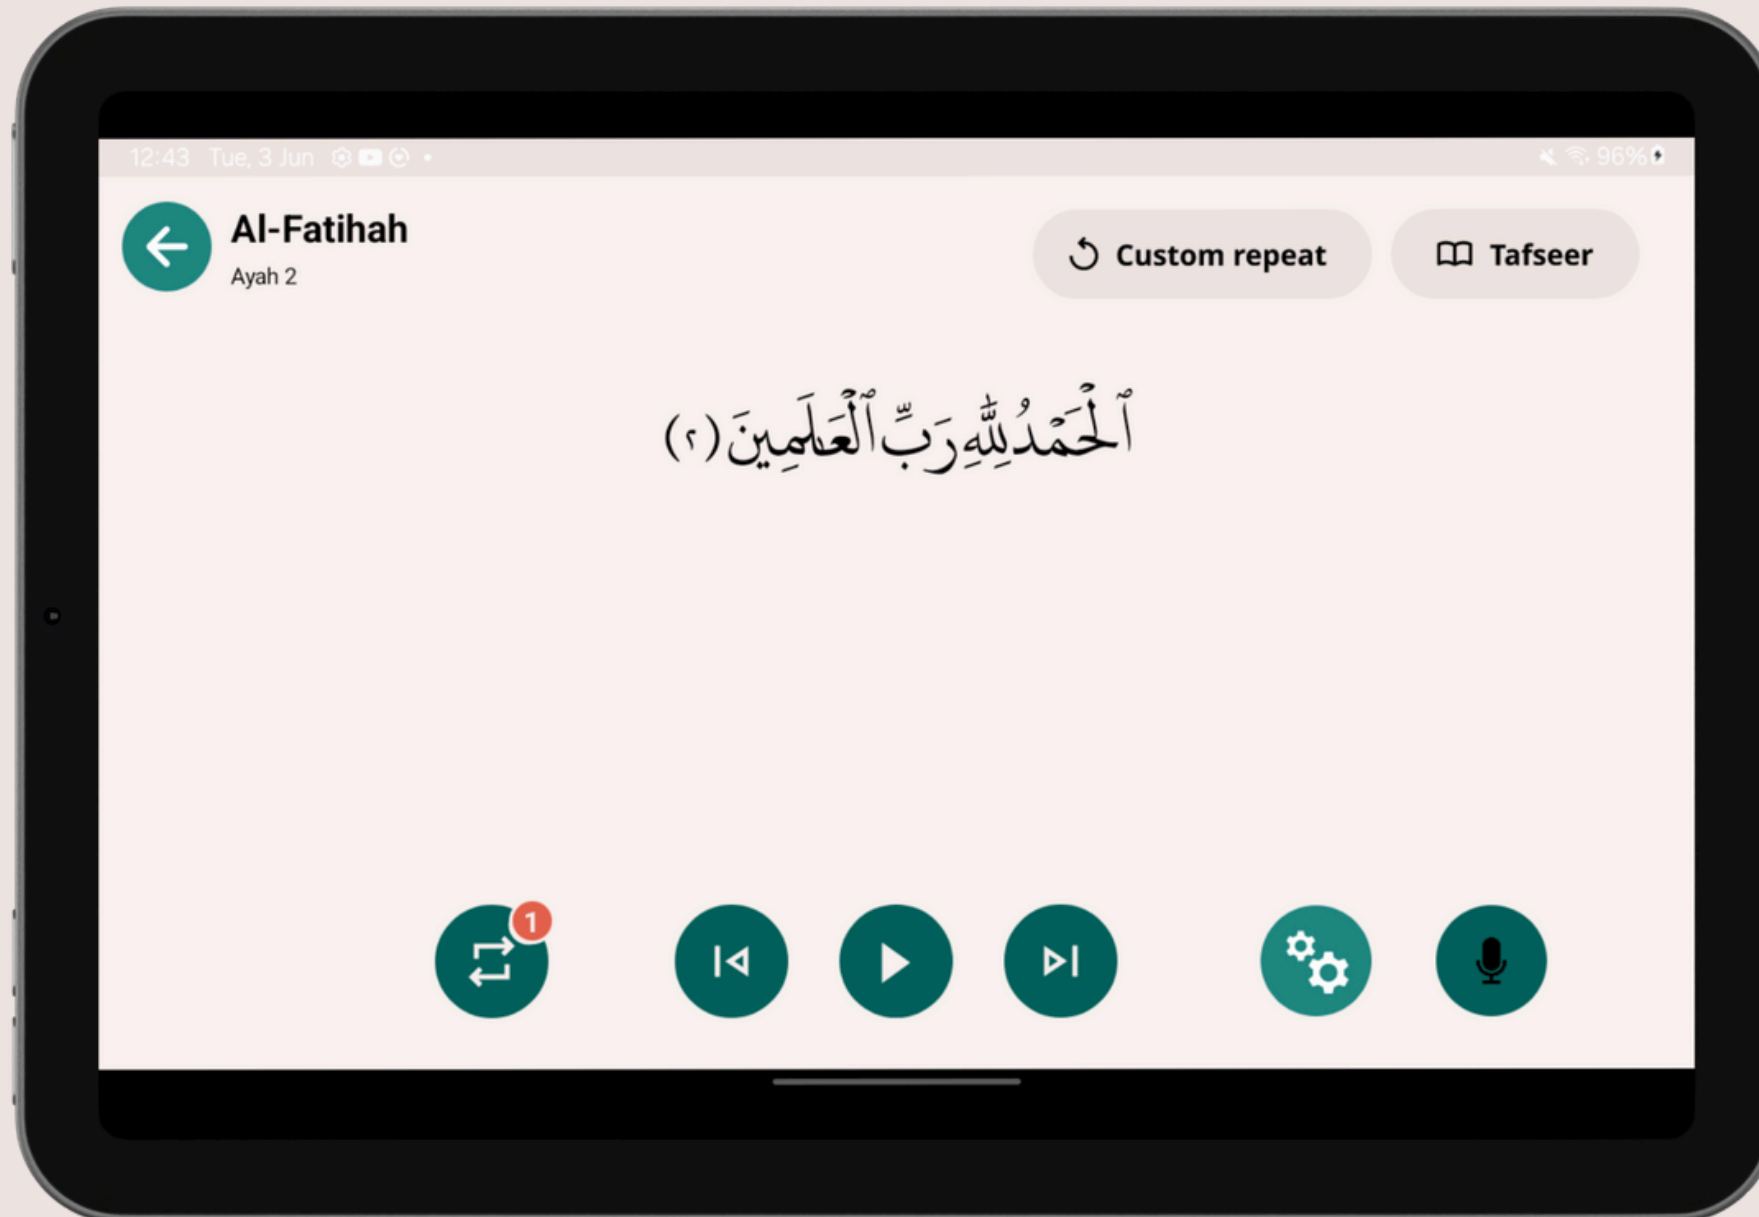 12:43 Tue, 3 Jun
96%
Al-Fatihah
Ayah 2
Custom repeat
Tafseer
ٱلْحَمْدُ لِلَّهِ رَبِّ ٱلْعَـٰلَمِينَ (٢)
1